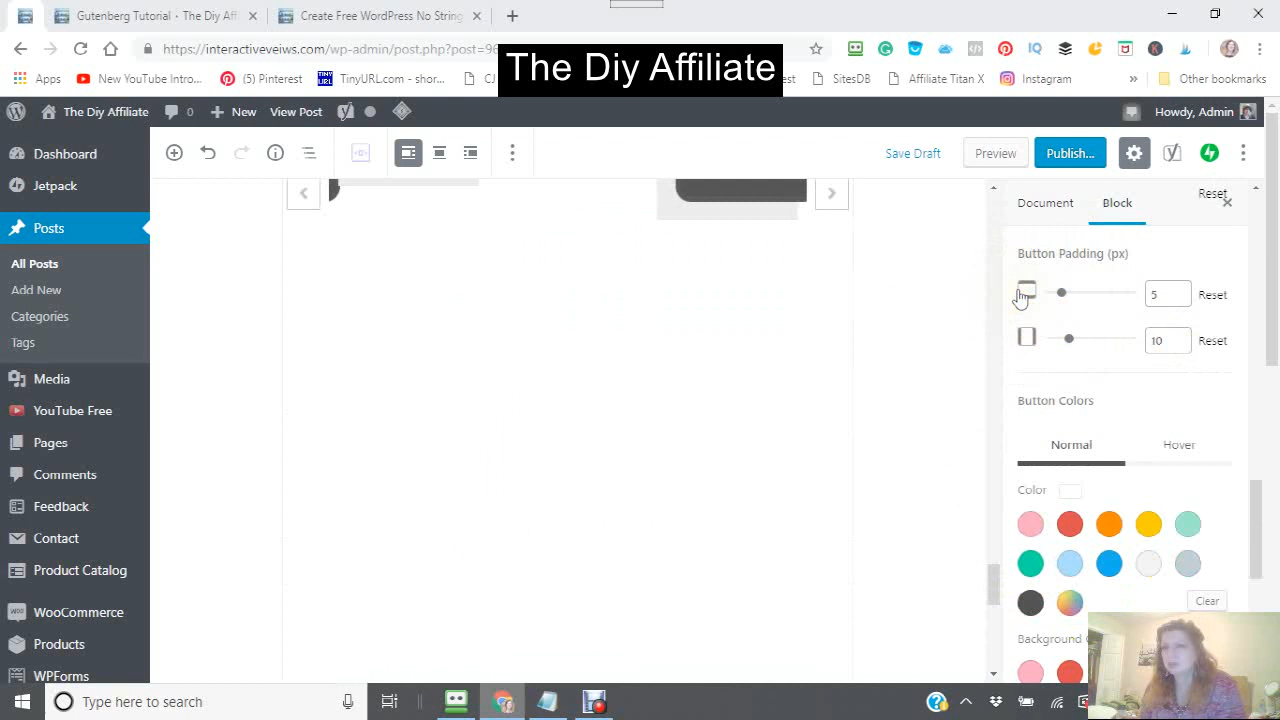 Gutenberg Tutorial - The Diy Affi
Create Free WordPress No String
https://interactiveveiws.com/wp-admin/post.php?post=96
The Diy Affiliate
Apps
New YouTube Intro...
(5) Pinterest
TinyURL.com - shor...
CJ
SitesDB
Affiliate Titan X
Instagram
»
Other bookmarks
The DIY Affiliate
0
New
View Post
Howdy, Admin
Dashboard
Jetpack
Posts
All Posts
Add New
Categories
Tags
Media
YouTube Free
Pages
Comments
Feedback
Contact
Product Catalog
WooCommerce
Products
WPForms
Save Draft
Preview
Publish...
Reset
Document
Block
Button Padding (px)
5
Reset
10
Reset
Button Colors
Normal
Hover
Color
Clear
Background
Type here to search